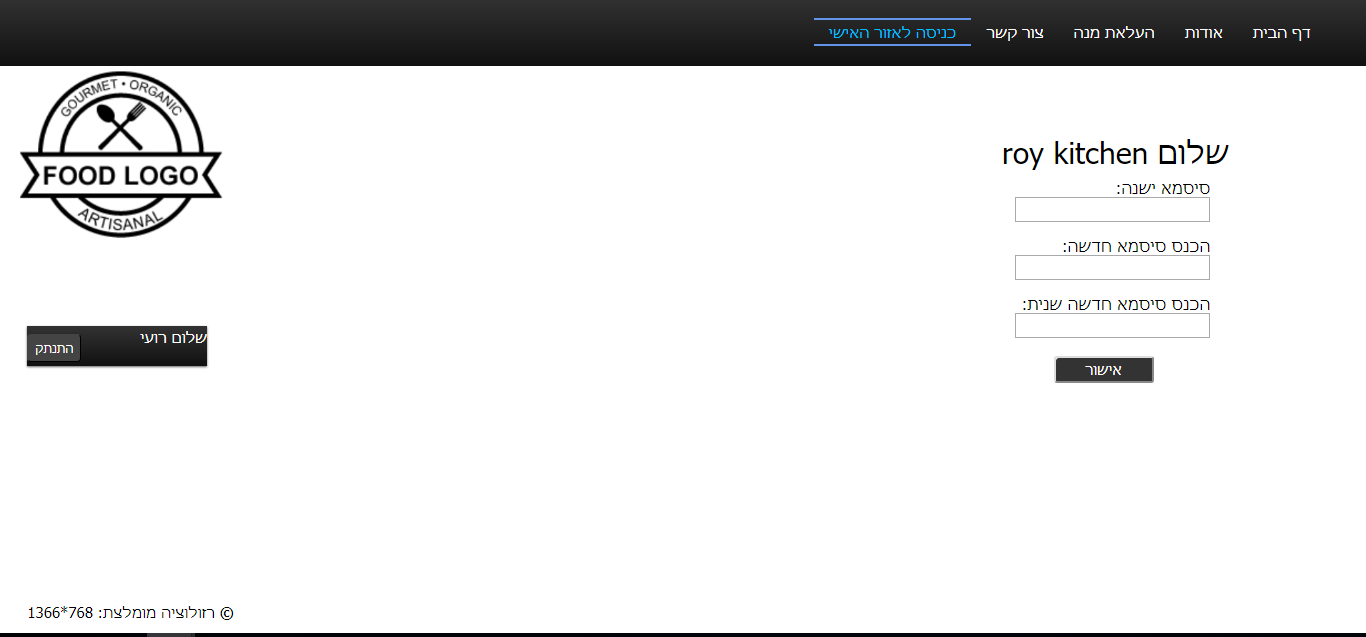 דף הבית
אודות
העלאת מנה
צור קשר
כניסה לאזור האישי
GOURMET • ORGANIC
FOOD LOGO
ARTISANAL
שלום roy kitchen
סיסמא ישנה:
הכנס סיסמא חדשה:
הכנס סיסמא חדשה שנית:
אישור
שלום רועי
התנתק
© רזולוציה מומלצת: 768*1366